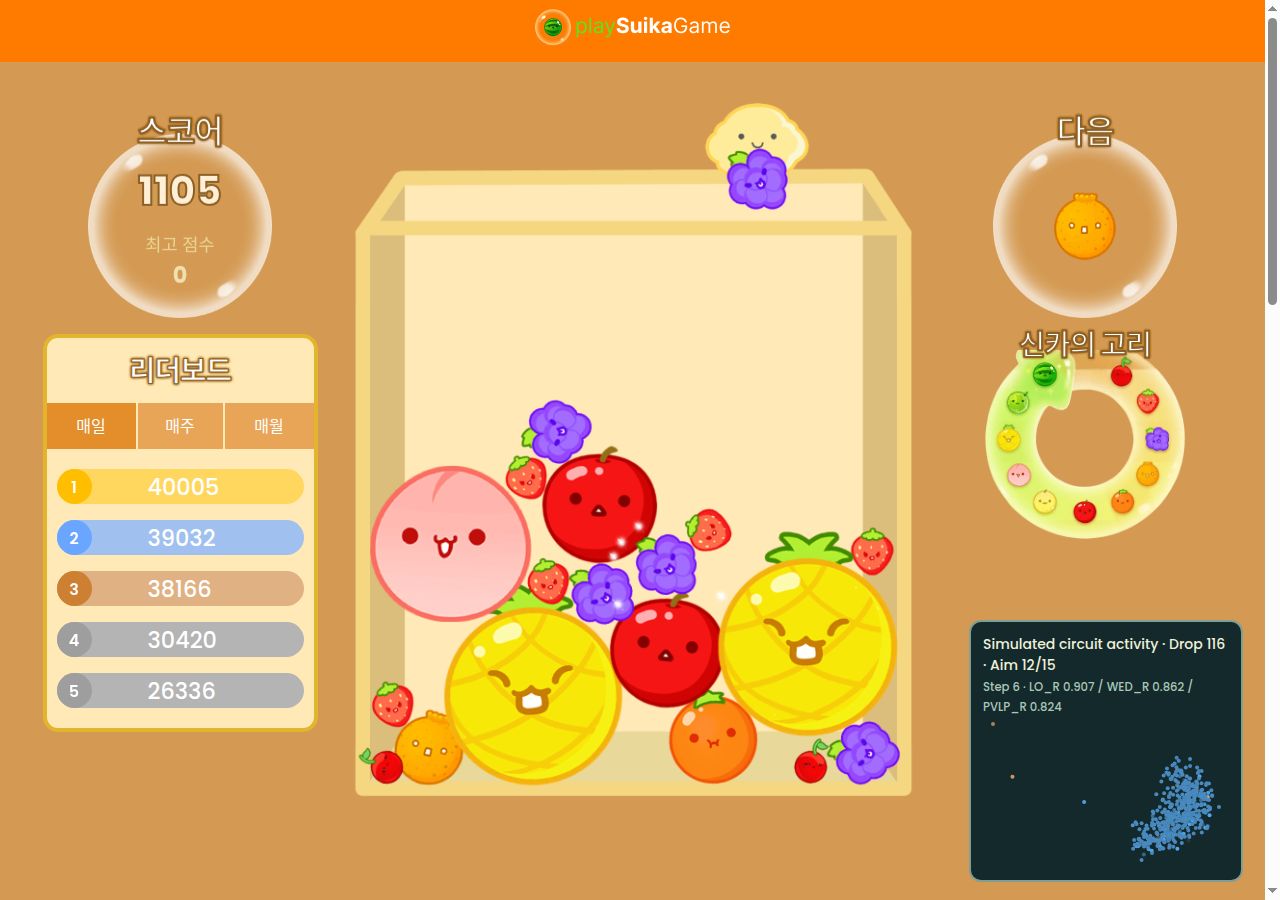 playSuikaGame
스코어
1105
최고 점수
0
리더보드
매일 매주 매월
1 40005
2 39032
3 38166
4 30420
5 26336
다음
신카의 고리
Simulated circuit activity · Drop 116
· Aim 12/15
Step 6 · LO_R 0.907 / WED_R 0.862 /
PVLP_R 0.824